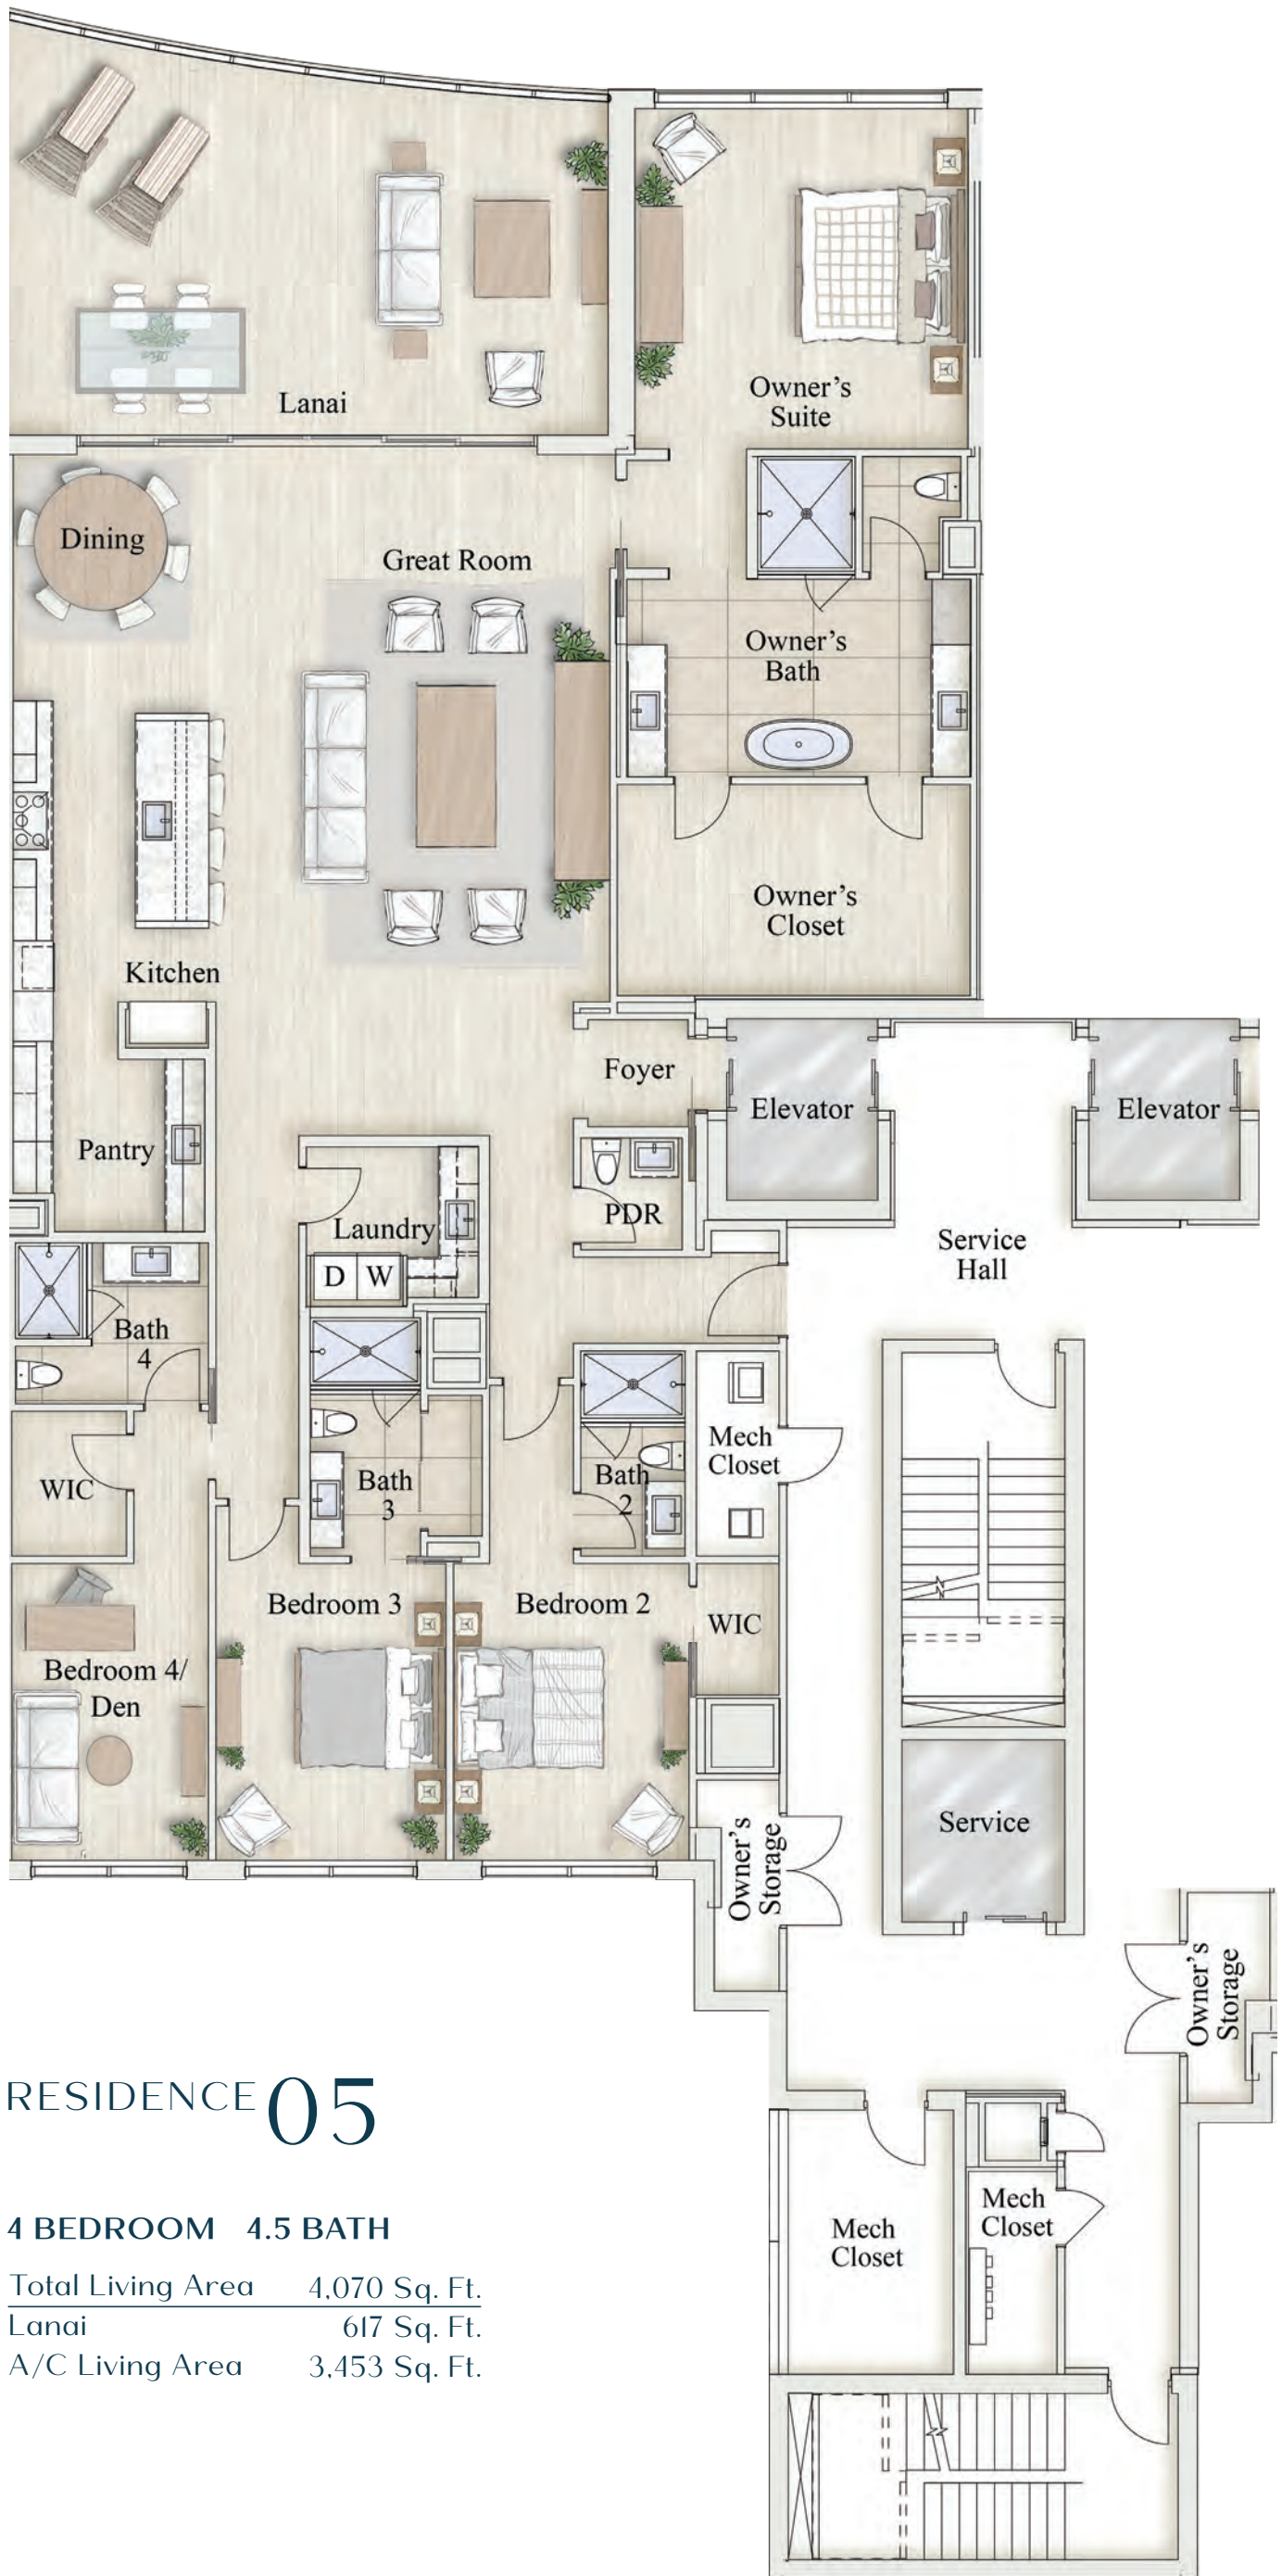 Lanai
Owner's
Suite
Dining
Great Room
Owner's
Bath
Owner's
Closet
Kitchen
Foyer
Elevator
Elevator
Pantry
Laundry
PDR
D W
Service
Hall
Bath
4
WIC
Bath
3
Bath
2
Mech
Closet
Bedroom 3
Bedroom 2
WIC
Bedroom 4/
Den
Service
Owner's
Storage
Owner's
Storage
Mech
Closet
Mech
Closet
RESIDENCE 05
4 BEDROOM 4.5 BATH
Total Living Area 4,070 Sq. Ft.
Lanai 617 Sq. Ft.
A/C Living Area 3,453 Sq. Ft.